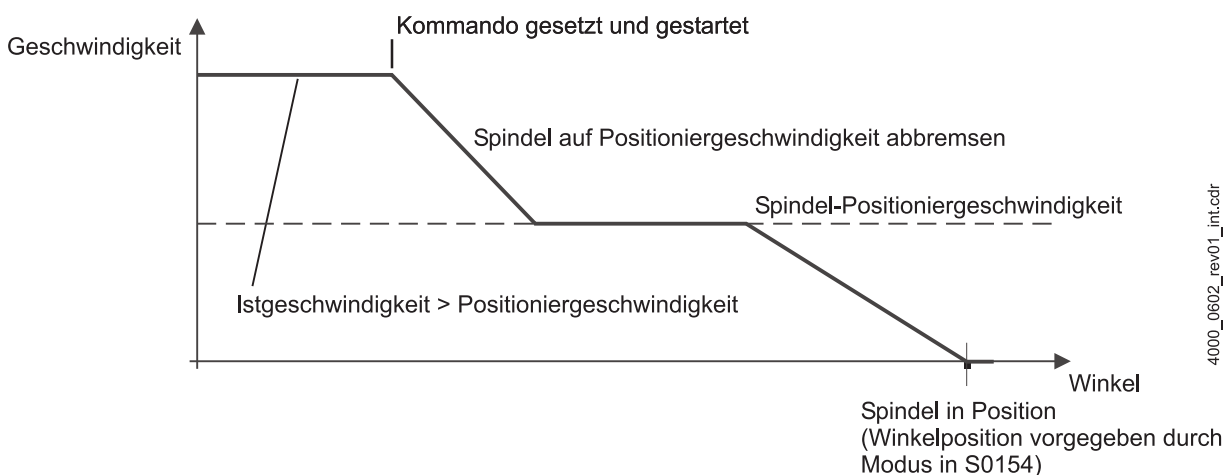 Kommando gesetzt und gestartet
Geschwindigkeit
Spindel auf Positioniergeschwindigkeit abbremsen
Spindel-Positioniergeschwindigkeit
Istgeschwindigkeit > Positioniergeschwindigkeit
Winkel
Spindel in Position
(Winkelposition vorgegeben durch
Modus in S0154)
4000_0602_rev01_int.cdr